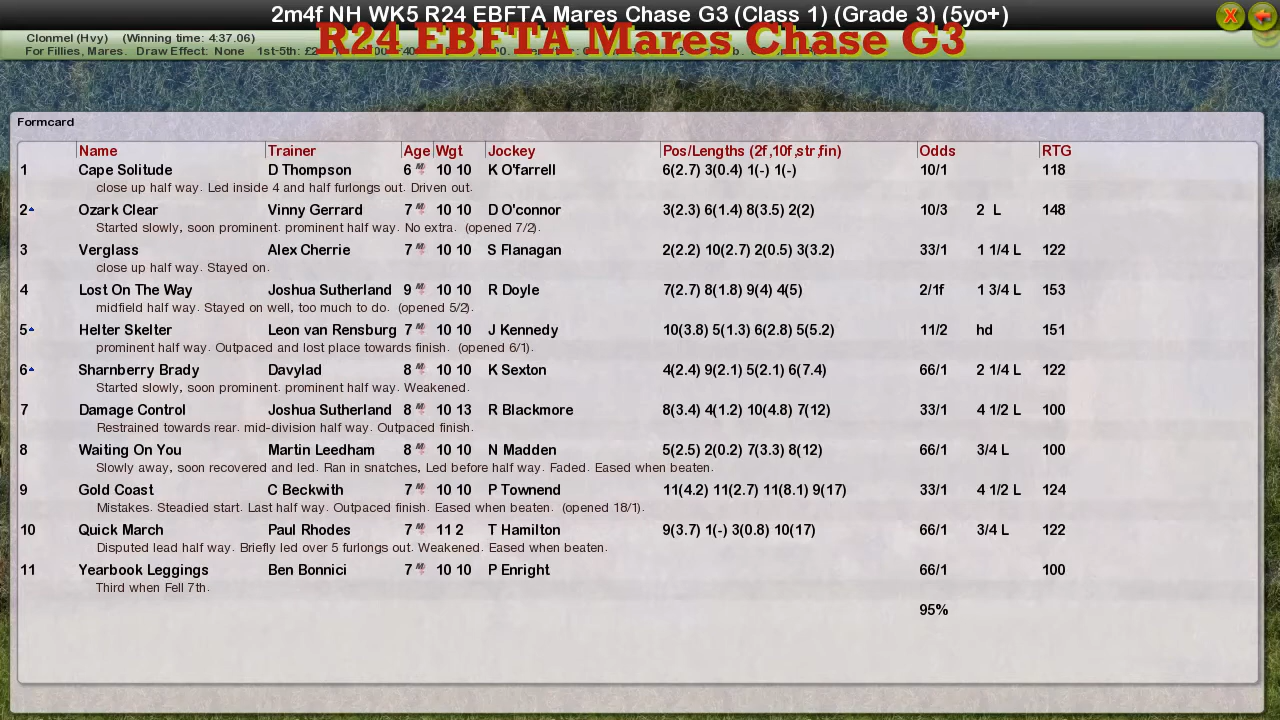 2m4f NH WK5 R24 EBFTA Mares Chase G3 (Class 1) (Grade 3) (5yo+)
R24 EBFTA Mares Chase G3
Clonmel (Hvy) (Winning time: 4:37.06)
For Fillies, Mares. Draw Effect: None 1st-5th:
Formcard
Name Trainer Age Wgt Jockey Pos/Lengths (2f,10f,str,fin) Odds RTG
1 Cape Solitude D Thompson 6 10 10 K O'farrell 6(2.7) 3(0.4) 1(-) 1(-) 10/1 118
close up half way. Led inside 4 and half furlongs out. Driven out.
2 Ozark Clear Vinny Gerrard 7 10 10 D O'connor 3(2.3) 6(1.4) 8(3.5) 2(2) 10/3 2 L 148
Started slowly, soon prominent. prominent half way. No extra. (opened 7/2).
3 Verglass Alex Cherrie 7 10 10 S Flanagan 2(2.2) 10(2.7) 2(0.5) 3(3.2) 33/1 1 1/4 L 122
close up half way. Stayed on.
4 Lost On The Way Joshua Sutherland 9 10 10 R Doyle 7(2.7) 8(1.8) 9(4) 4(5) 2/1f 1 3/4 L 153
midfield half way. Stayed on well, too much to do. (opened 5/2).
5 Helter Skelter Leon van Rensburg 7 10 10 J Kennedy 10(3.8) 5(1.3) 6(2.8) 5(5.2) 11/2 hd 151
prominent half way. Outpaced and lost place towards finish. (opened 6/1).
6 Sharnberry Brady Davylad 8 10 10 K Sexton 4(2.4) 9(2.1) 5(2.1) 6(7.4) 66/1 2 1/4 L 122
Started slowly, soon prominent. prominent half way. Weakened.
7 Damage Control Joshua Sutherland 8 10 13 R Blackmore 8(3.4) 4(1.2) 10(4.8) 7(12) 33/1 4 1/2 L 100
Restrained towards rear. mid-division half way. Outpaced finish.
8 Waiting On You Martin Leedham 8 10 10 N Madden 5(2.5) 2(0.2) 7(3.3) 8(12) 66/1 3/4 L 100
Slowly away, soon recovered and led. Ran in snatches, Led before half way. Faded. Eased when beaten.
9 Gold Coast C Beckwith 7 10 10 P Townend 11(4.2) 11(2.7) 11(8.1) 9(17) 33/1 4 1/2 L 124
Mistakes. Steadied start. Last half way. Outpaced finish. Eased when beaten. (opened 18/1).
10 Quick March Paul Rhodes 7 11 2 T Hamilton 9(3.7) 1(-) 3(0.8) 10(17) 66/1 3/4 L 122
Disputed lead half way. Briefly led over 5 furlongs out. Weakened. Eased when beaten.
11 Yearbook Leggings Ben Bonnici 7 10 10 P Enright 66/1 100
Third when Fell 7th.
95%